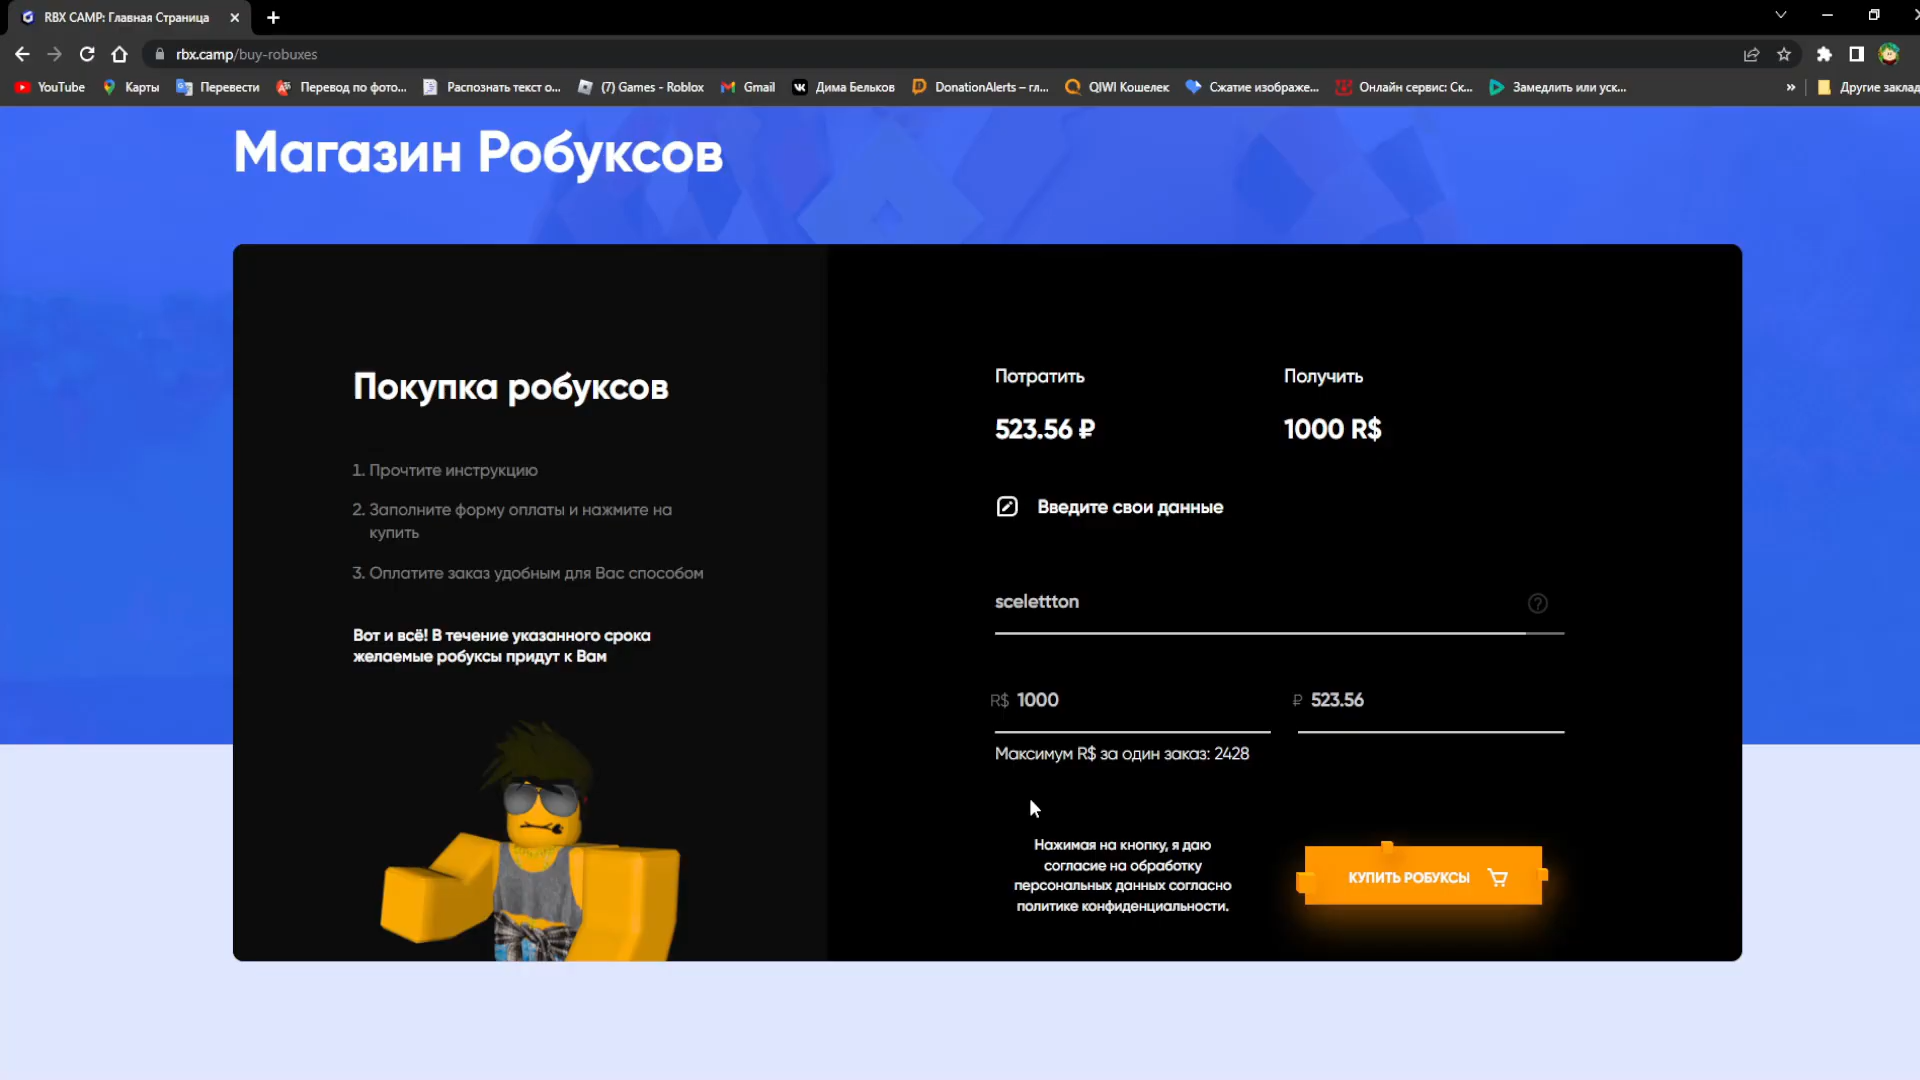 RBX CAMP: Главная Страница
rbx.camp/buy-robuxes
YouTube Карты Перевести Перевод по фото... Распознать текст о... (7) Games - Roblox Gmail Дима Бельков DonationAlerts – гл... QIWI Кошелек Сжатие изображе... Онлайн сервис: Ск... Замедлить или уск... » Другие заклад
Магазин Робуксов
Покупка робуксов
1. Прочтите инструкцию
2. Заполните форму оплаты и нажмите на
купить
3. Оплатите заказ удобным для Вас способом
Вот и всё! В течение указанного срока
желаемые робуксы придут к Вам
Потратить Получить
523.56 ₽ 1000 R$
Введите свои данные
scelettton
R$ 1000 ₽ 523.56
Максимум R$ за один заказ: 2428
Нажимая на кнопку, я даю
согласие на обработку
персональных данных согласно
политике конфиденциальности.
КУПИТЬ РОБУКСЫ